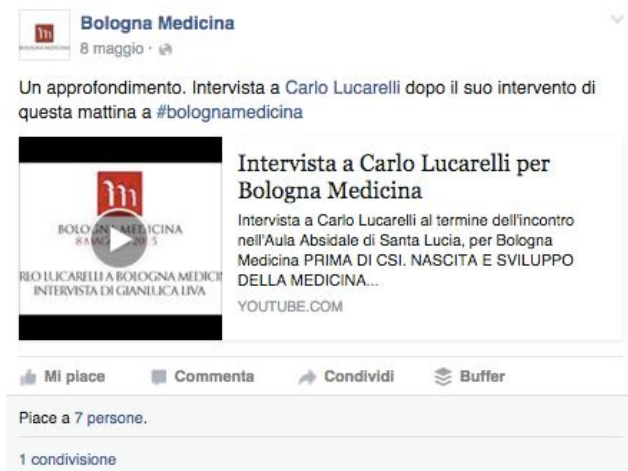 Bologna Medicina
8 maggio ·
Un approfondimento. Intervista a Carlo Lucarelli dopo il suo intervento di
questa mattina a #bolognamedicina
m
BOLOGNA MEDICINA
8 MAGGIO 2015
RLO LUCARELLI A BOLOGNA MEDICI
INTERVISTA DI GIANLUCA LIVA
Intervista a Carlo Lucarelli per
Bologna Medicina
Intervista a Carlo Lucarelli al termine dell'incontro
nell'Aula Absidale di Santa Lucia, per Bologna
Medicina PRIMA DI CSI. NASCITA E SVILUPPO
DELLA MEDICINA...
YOUTUBE.COM
Mi piace Commenta Condividi Buffer
Piace a 7 persone.
1 condivisione